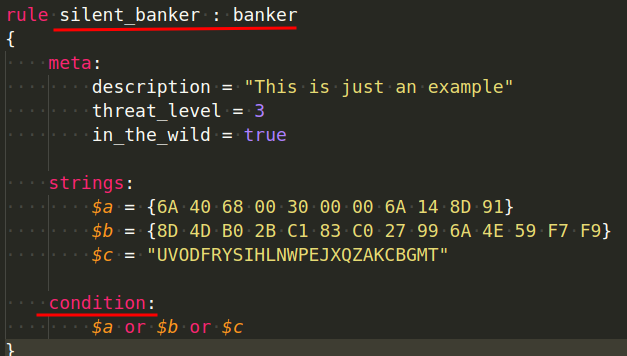 rule silent_banker : banker
{
    meta:
        description = "This is just an example"
        threat_level = 3
        in_the_wild = true
    strings:
        $a = {6A 40 68 00 30 00 00 6A 14 8D 91}
        $b = {8D 4D B0 2B C1 83 C0 27 99 6A 4E 59 F7 F9}
        $c = "UVODFRYSIHLNWPEJXQZAKCBGMT"
    condition:
        $a or $b or $c
}